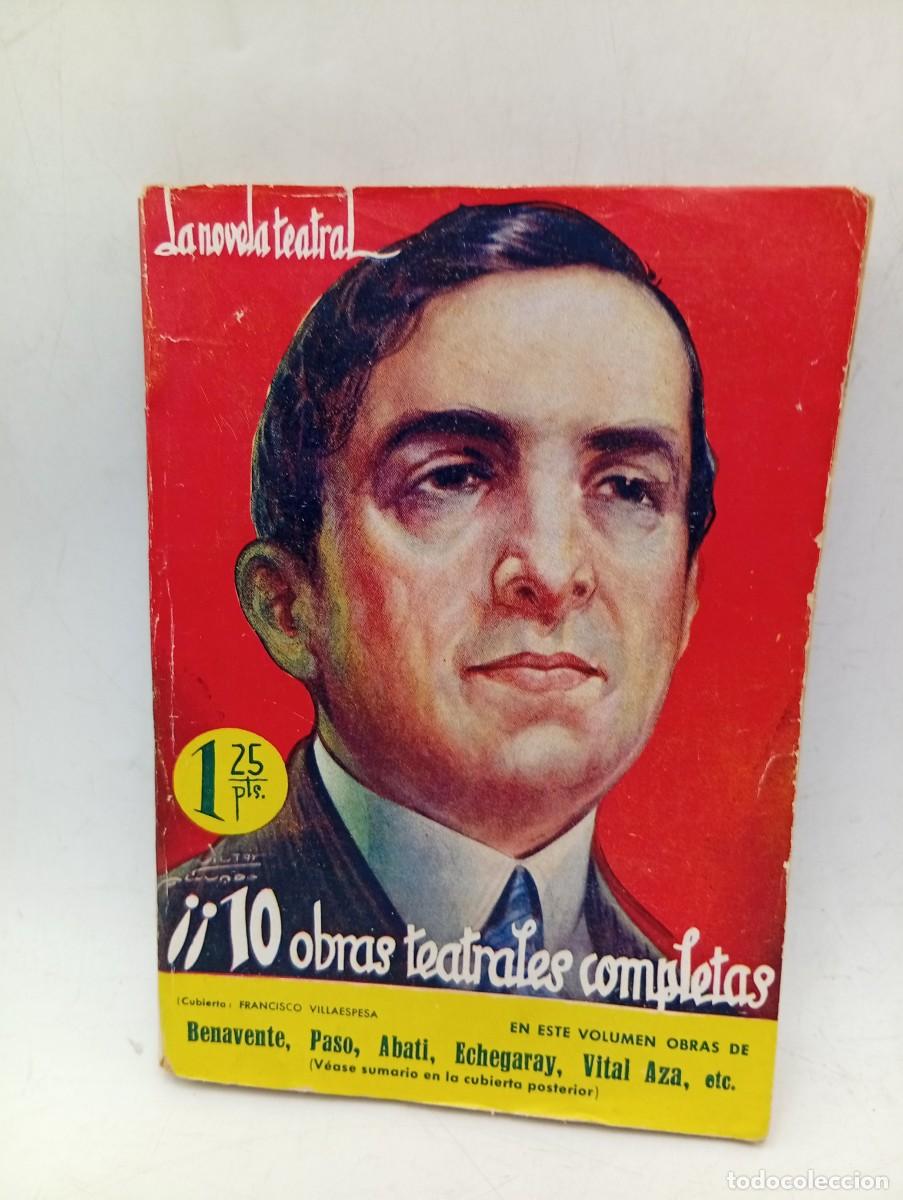 La novela teatral
1 25 pts.
¡¡10 obras teatrales completas
(Cubierta: FRANCISCO VILLAESPESA
EN ESTE VOLUMEN OBRAS DE
Benavente, Paso, Abati, Echegaray, Vital Aza, etc.
(Véase sumario en la cubierta posterior)
todocoleccion